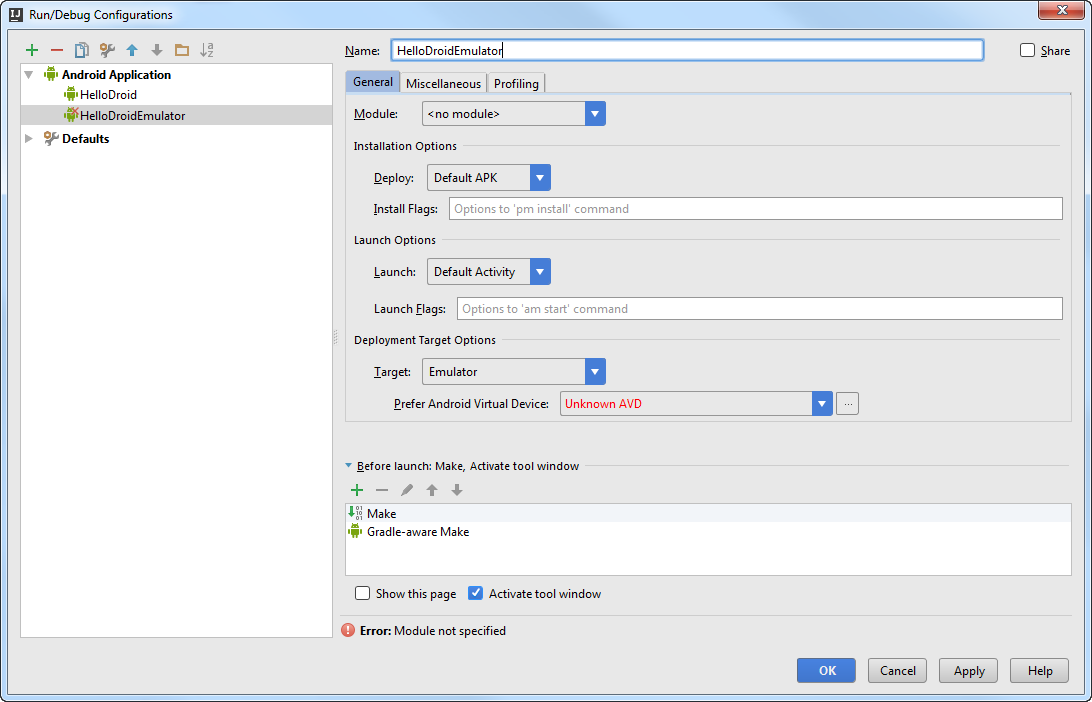 Run/Debug Configurations
Android Application
HelloDroid
HelloDroidEmulator
Defaults
Name: HelloDroidEmulator Share
General Miscellaneous Profiling
Module: <no module>
Installation Options
Deploy: Default APK
Install Flags: Options to 'pm install' command
Launch Options
Launch: Default Activity
Launch Flags: Options to 'am start' command
Deployment Target Options
Target: Emulator
Prefer Android Virtual Device: Unknown AVD ...
Before launch: Make, Activate tool window
Make
Gradle-aware Make
Show this page Activate tool window
Error: Module not specified
OK Cancel Apply Help